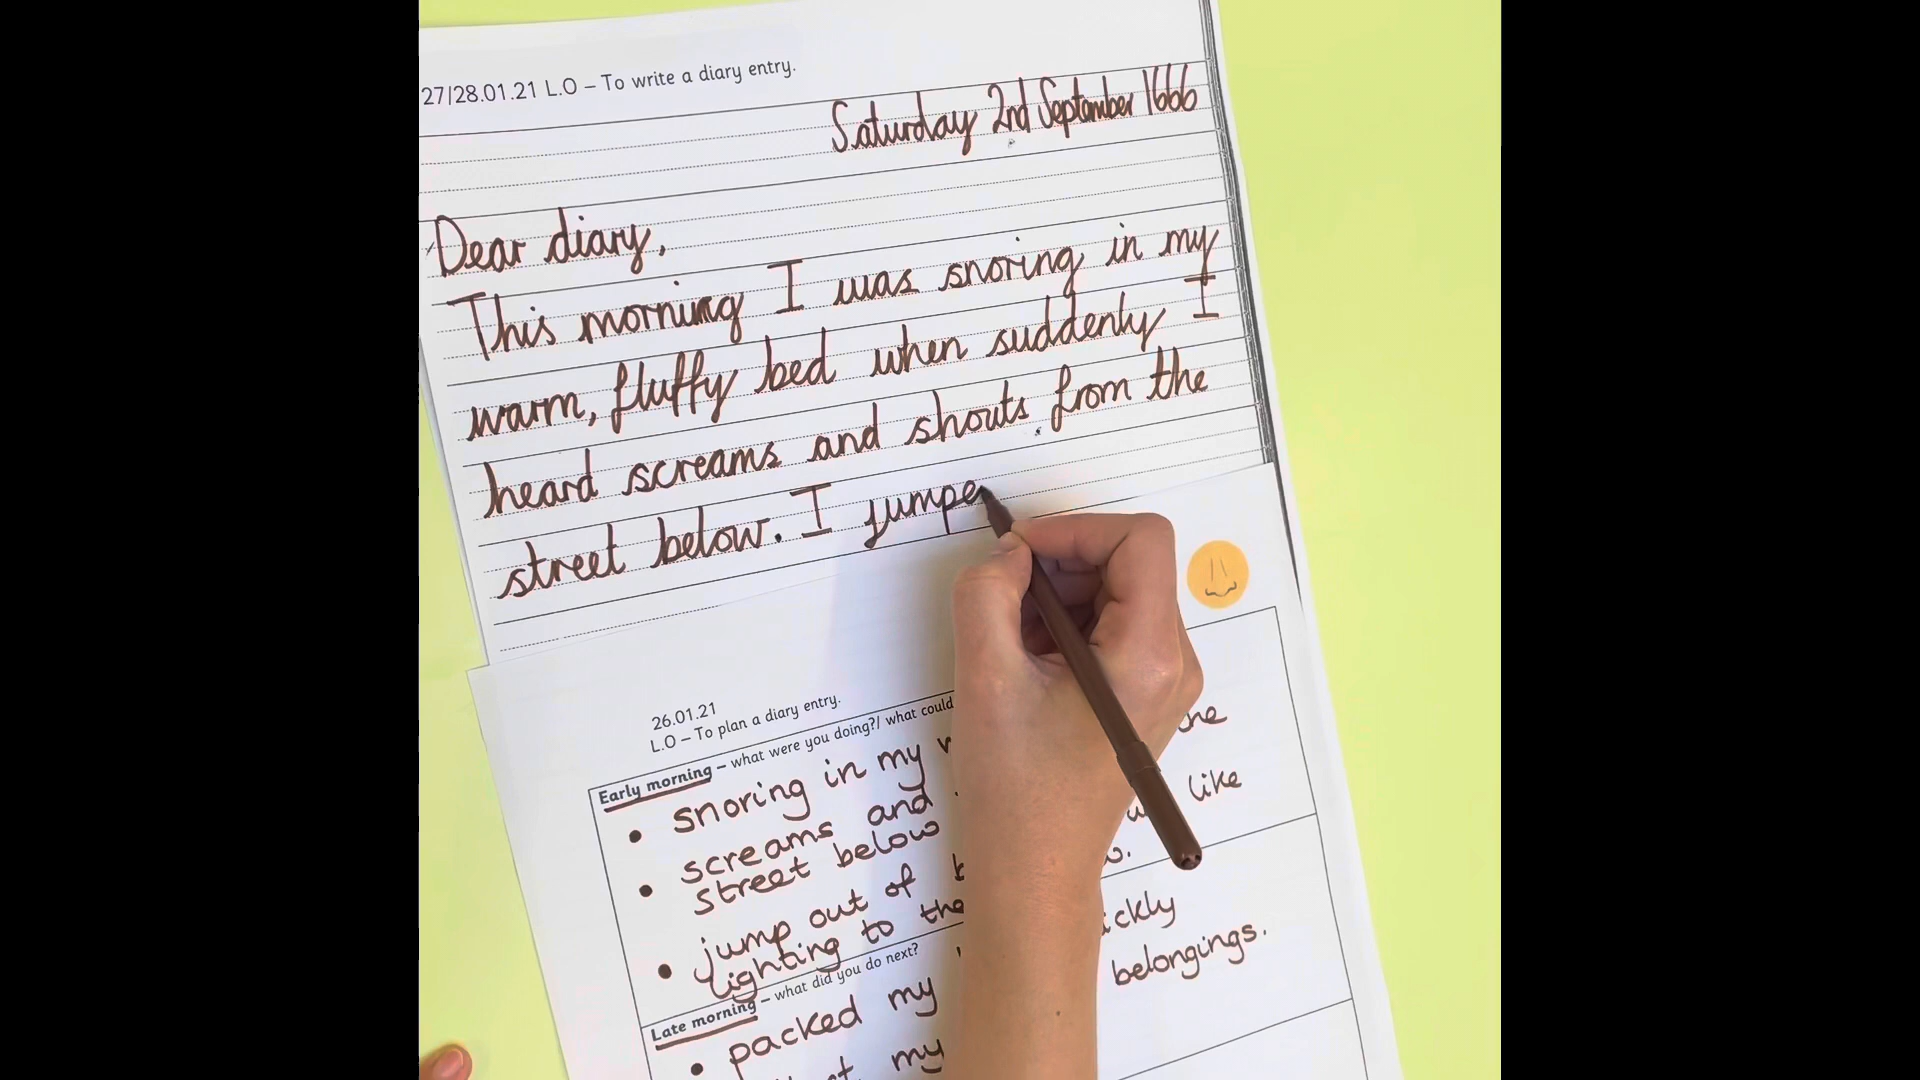 27/28.01.21 L.O – To write a diary entry.
Saturday 2nd September 1666
Dear diary,
This morning I was snoring in my
warm, fluffy bed when suddenly I
heard screams and shouts from the
street below. I jumpe
26.01.21
L.O – To plan a diary entry.
Early morning – what were you doing?/ what could
• snoring in my
he
• screams and
like
street below
• jump out of
lighting to the
ickly
Late morning – what did you do next?
belongings.
• packed my
my